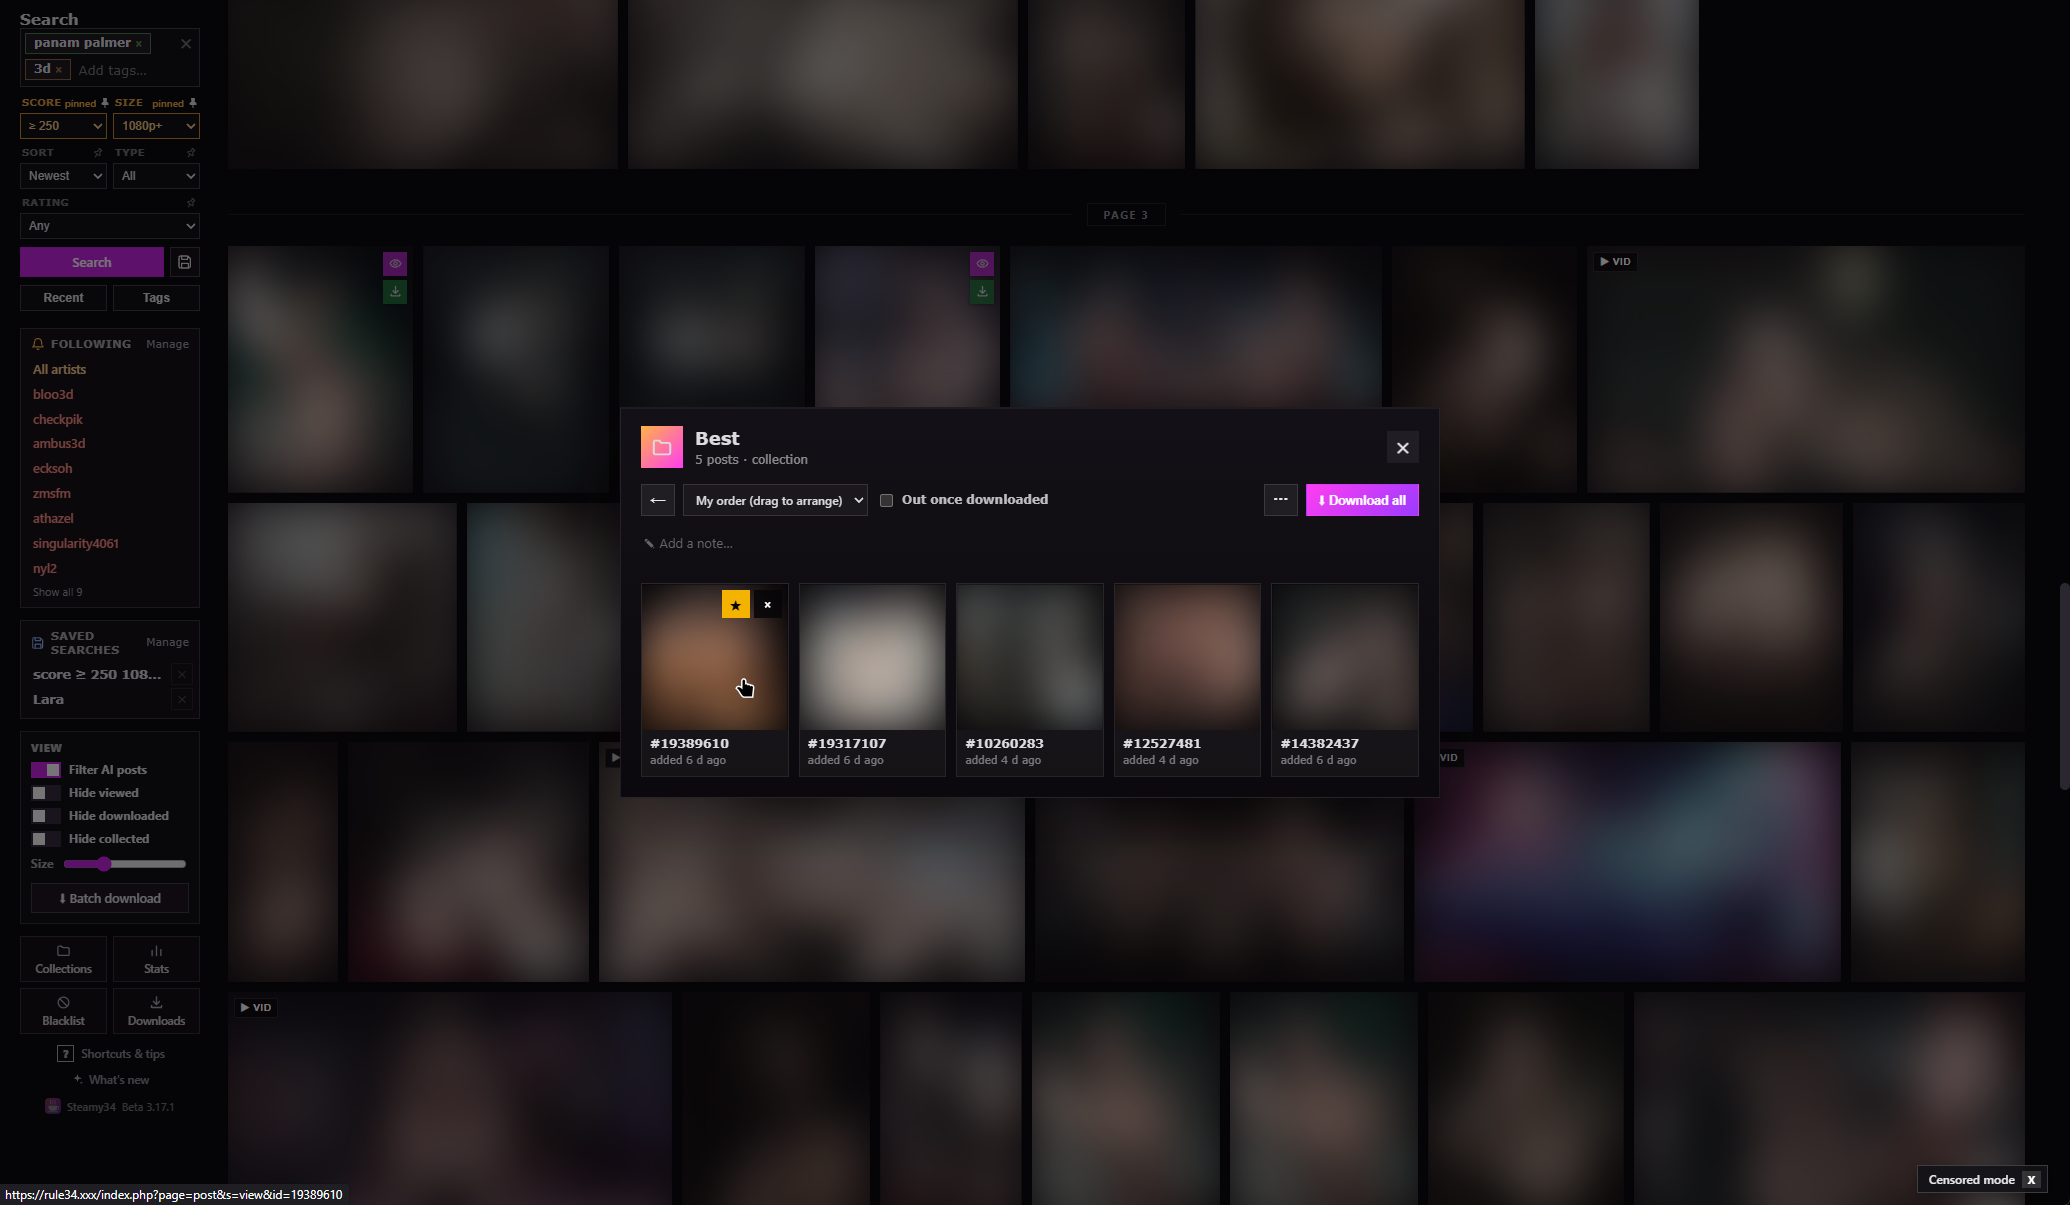 Search
panam palmer ×
3d × Add tags...
SCORE pinned SIZE pinned
≥ 250 1080p+
SORT TYPE
Newest All
RATING
Any
Search
Recent Tags
FOLLOWING Manage
All artists
bloo3d
checkpik
ambus3d
ecksoh
zmsfm
athazel
singularity4061
nyl2
Show all 9
SAVED SEARCHES Manage
score ≥ 250 108...
Lara
VIEW
Filter AI posts
Hide viewed
Hide downloaded
Hide collected
Size
⬇ Batch download
Collections Stats
Blacklist Downloads
? Shortcuts & tips
What's new
Steamy34 Beta 3.17.1
PAGE 3
▶ VID
Best
5 posts · collection
← My order (drag to arrange) Out once downloaded ··· ⬇ Download all
Add a note...
#19389610
added 6 d ago
#19317107
added 6 d ago
#10260283
added 4 d ago
#12527481
added 4 d ago
#14382437
added 6 d ago
VID
▶ VID
Censored mode X
https://rule34.xxx/index.php?page=post&s=view&id=19389610